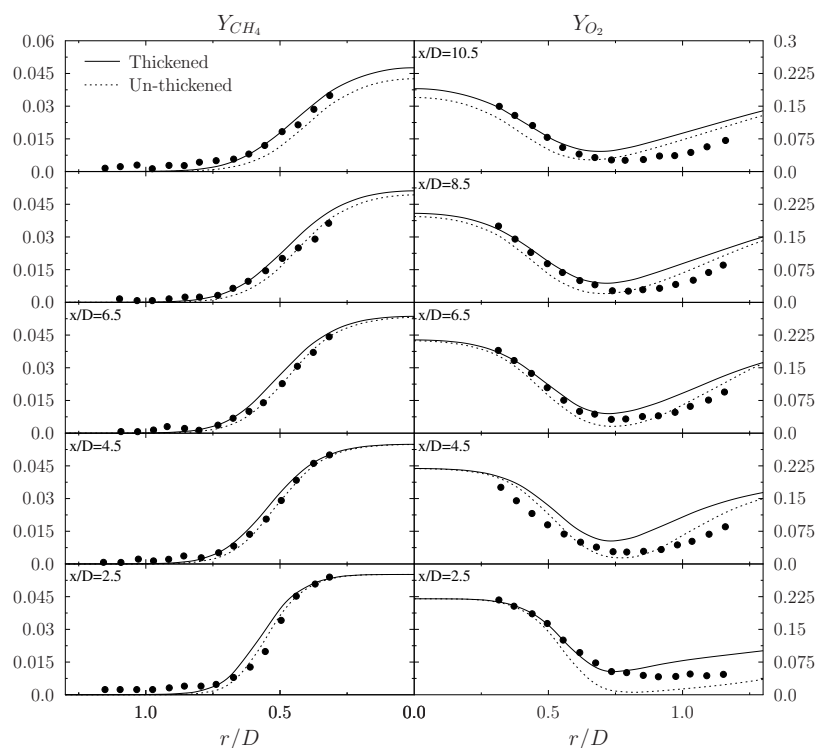 Y_{CH_4} Y_{O_2}
0.06 Thickened x/D=10.5 0.3
0.045 Un-thickened 0.225
0.03 0.15
0.015 0.075
0.0 x/D=8.5 0.0
0.045 0.225
0.03 0.15
0.015 0.075
0.0 x/D=6.5 x/D=6.5 0.0
0.045 0.225
0.03 0.15
0.015 0.075
0.0 x/D=4.5 x/D=4.5 0.0
0.045 0.225
0.03 0.15
0.015 0.075
0.0 x/D=2.5 x/D=2.5 0.0
0.045 0.225
0.03 0.15
0.015 0.075
0.0 0.0
1.0 0.5 0.0 0.5 1.0
r/D r/D